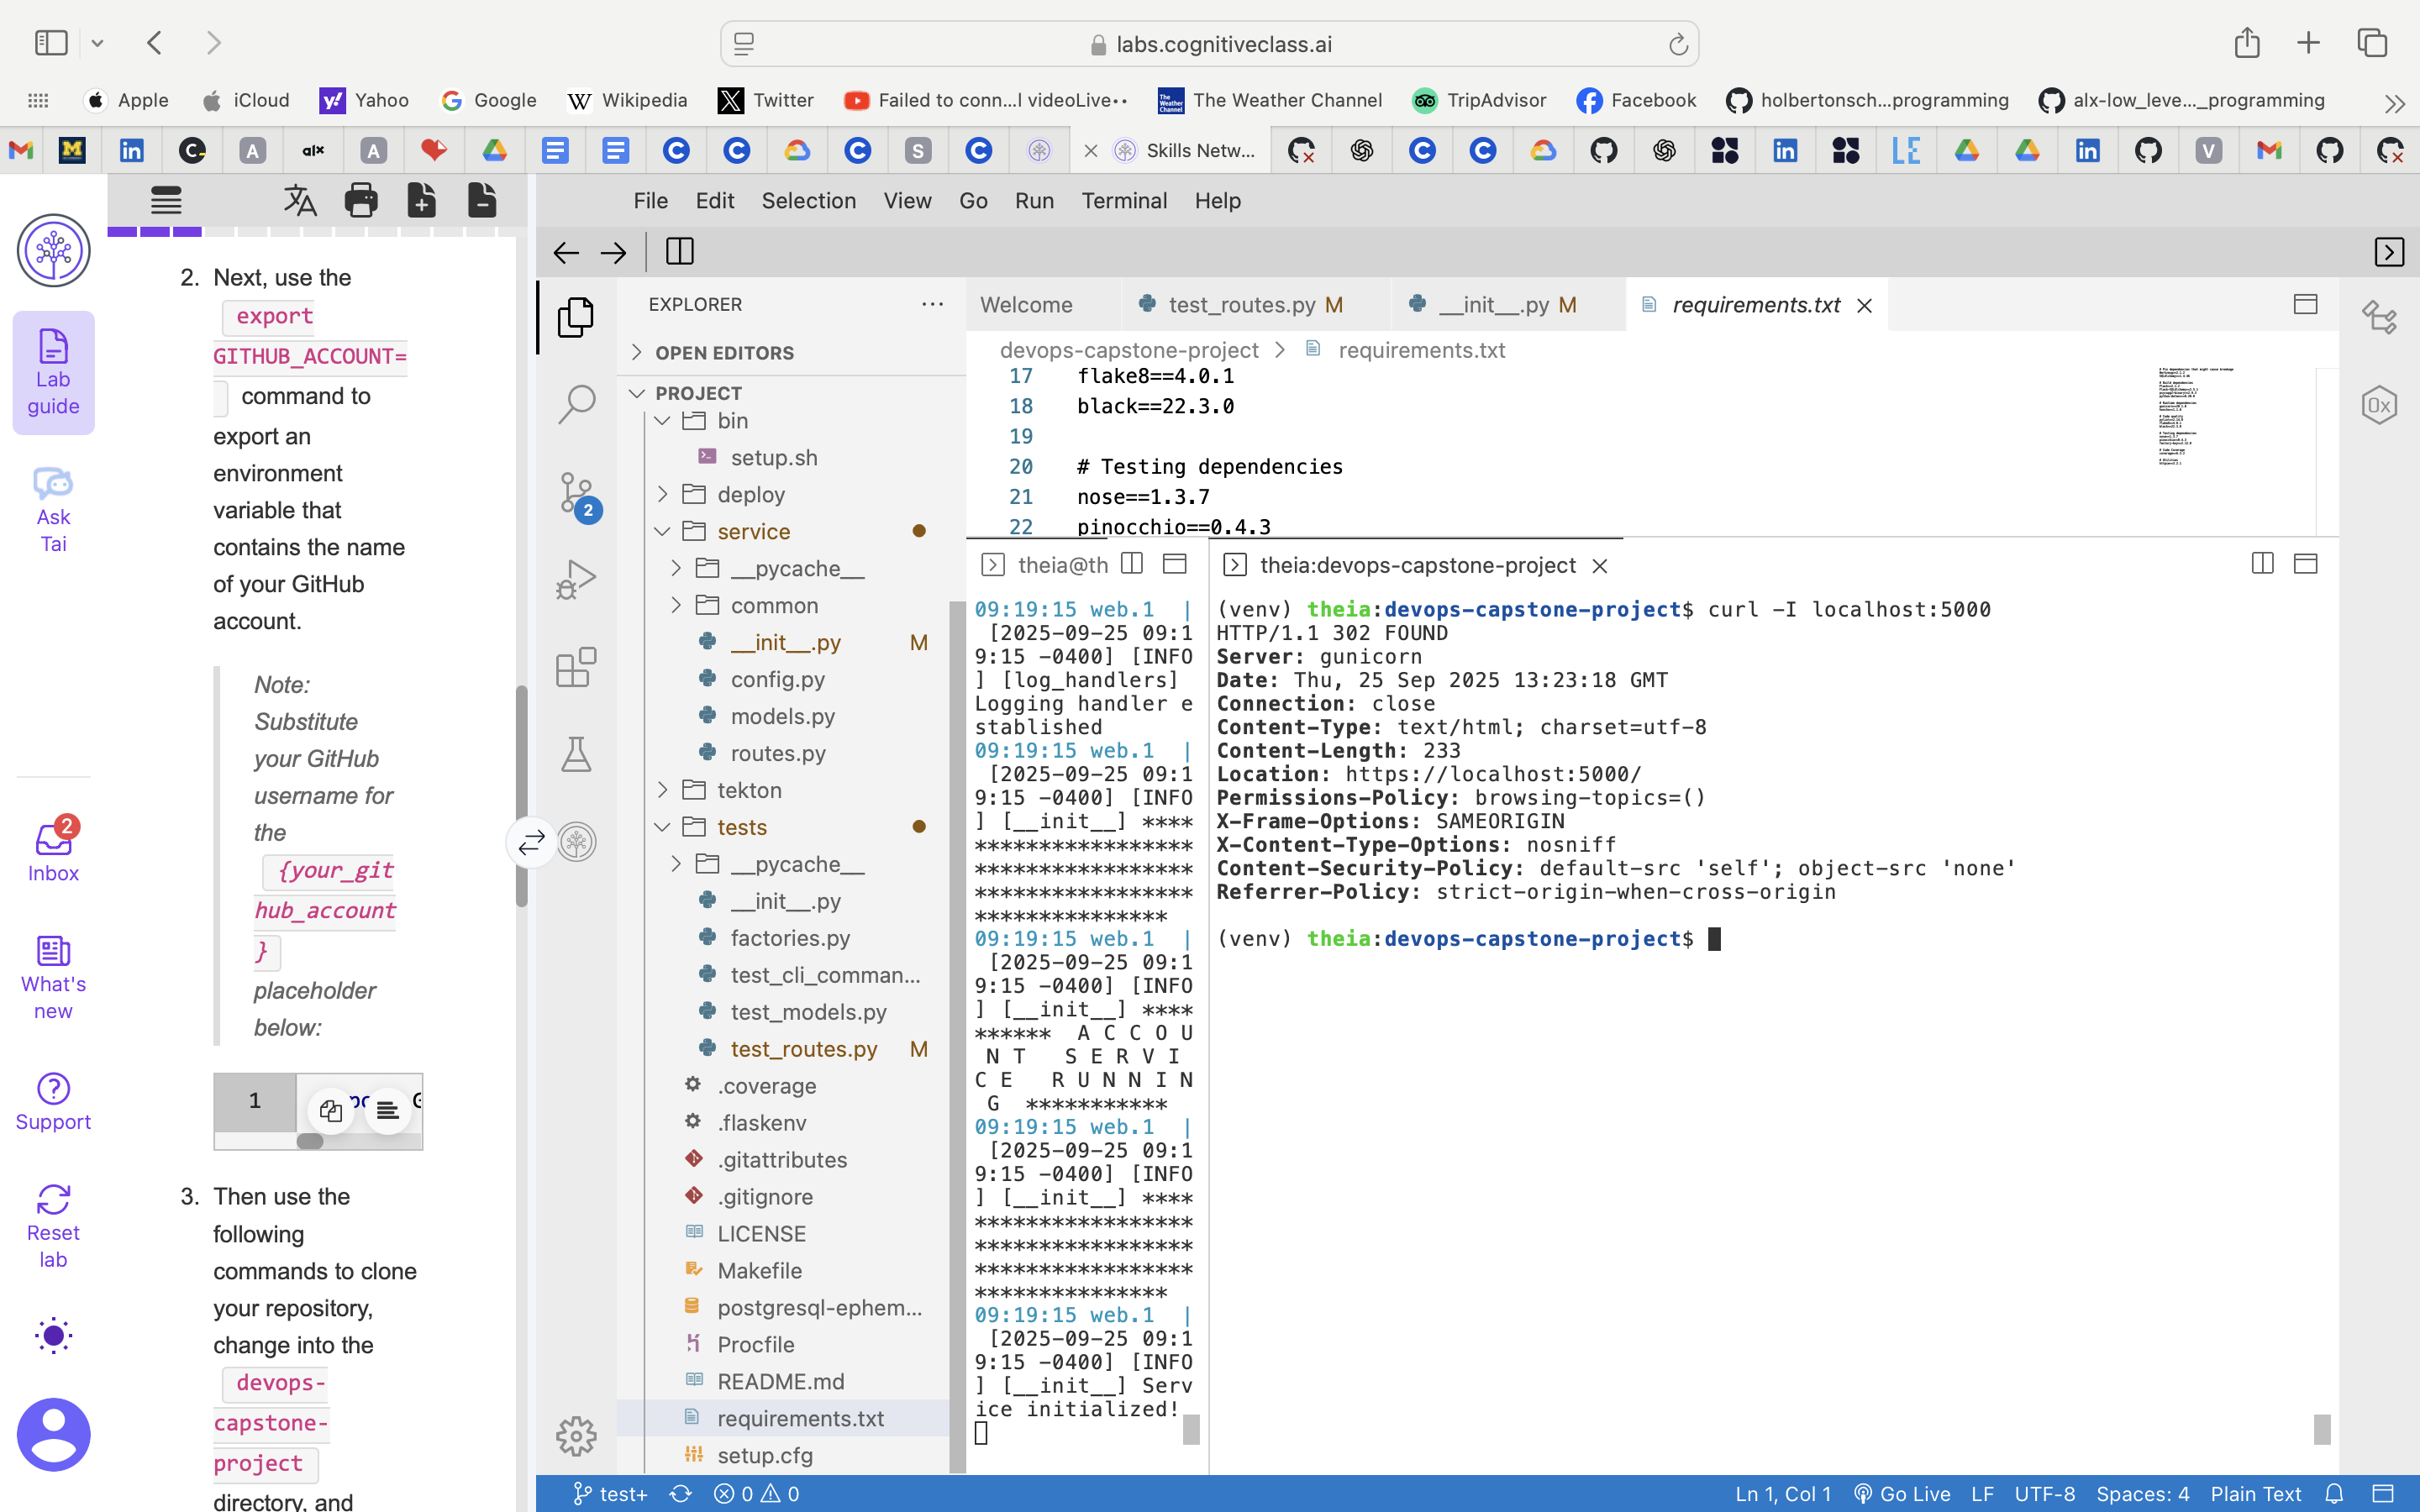 labs.cognitiveclass.ai
Apple
iCloud
Yahoo
Google
Wikipedia
Twitter
Failed to conn...l videoLive··
The Weather Channel
TripAdvisor
Facebook
holbertonsch...programming
alx-low_leve..._programming
Skills Netw...
File Edit Selection View Go Run Terminal Help
Lab guide
Ask Tai
2
Inbox
What's new
Support
Reset lab
2. Next, use the
export
GITHUB_ACCOUNT=
command to
export an
environment
variable that
contains the name
of your GitHub
account.
Note:
Substitute
your GitHub
username for
the
{your_git
hub_account
}
placeholder
below:
1
3. Then use the
following
commands to clone
your repository,
change into the
devops-
capstone-
project
directory, and
EXPLORER
OPEN EDITORS
PROJECT
bin
setup.sh
deploy
service
__pycache__
common
__init__.py M
config.py
models.py
routes.py
tekton
tests
__pycache__
__init__.py
factories.py
test_cli_comman...
test_models.py
test_routes.py M
.coverage
.flaskenv
.gitattributes
.gitignore
LICENSE
Makefile
postgresql-ephem...
Procfile
README.md
requirements.txt
setup.cfg
2
Welcome
test_routes.py M
__init__.py M
requirements.txt
devops-capstone-project > requirements.txt
17 flake8==4.0.1
18 black==22.3.0
19
20 # Testing dependencies
21 nose==1.3.7
22 pinocchio==0.4.3
theia@th
09:19:15 web.1 |
[2025-09-25 09:1
9:15 -0400] [INFO
] [log_handlers]
Logging handler e
stablished
09:19:15 web.1 |
[2025-09-25 09:1
9:15 -0400] [INFO
] [__init__] ****
*****************
*****************
*****************
***************
09:19:15 web.1 |
[2025-09-25 09:1
9:15 -0400] [INFO
] [__init__] ****
****** A C C O U
N T S E R V I
C E R U N N I N
G ***********
09:19:15 web.1 |
[2025-09-25 09:1
9:15 -0400] [INFO
] [__init__] ****
*****************
*****************
*****************
***************
09:19:15 web.1 |
[2025-09-25 09:1
9:15 -0400] [INFO
] [__init__] Serv
ice initialized!
theia:devops-capstone-project
(venv) theia:devops-capstone-project$ curl -I localhost:5000
HTTP/1.1 302 FOUND
Server: gunicorn
Date: Thu, 25 Sep 2025 13:23:18 GMT
Connection: close
Content-Type: text/html; charset=utf-8
Content-Length: 233
Location: https://localhost:5000/
Permissions-Policy: browsing-topics=()
X-Frame-Options: SAMEORIGIN
X-Content-Type-Options: nosniff
Content-Security-Policy: default-src 'self'; object-src 'none'
Referrer-Policy: strict-origin-when-cross-origin
(venv) theia:devops-capstone-project$
test+ 0 0
Ln 1, Col 1 Go Live LF UTF-8 Spaces: 4 Plain Text